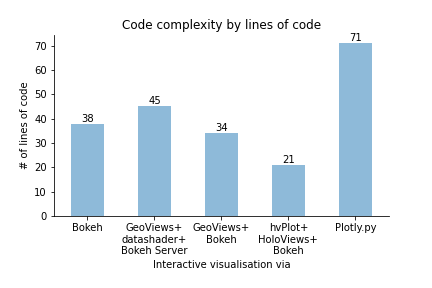 Code complexity by lines of code
# of lines of code
70
60
50
40
30
20
10
0
38
45
34
21
71
Bokeh
GeoViews+
datashader+
Bokeh Server
GeoViews+
Bokeh
hvPlot+
HoloViews+
Bokeh
Plotly.py
Interactive visualisation via